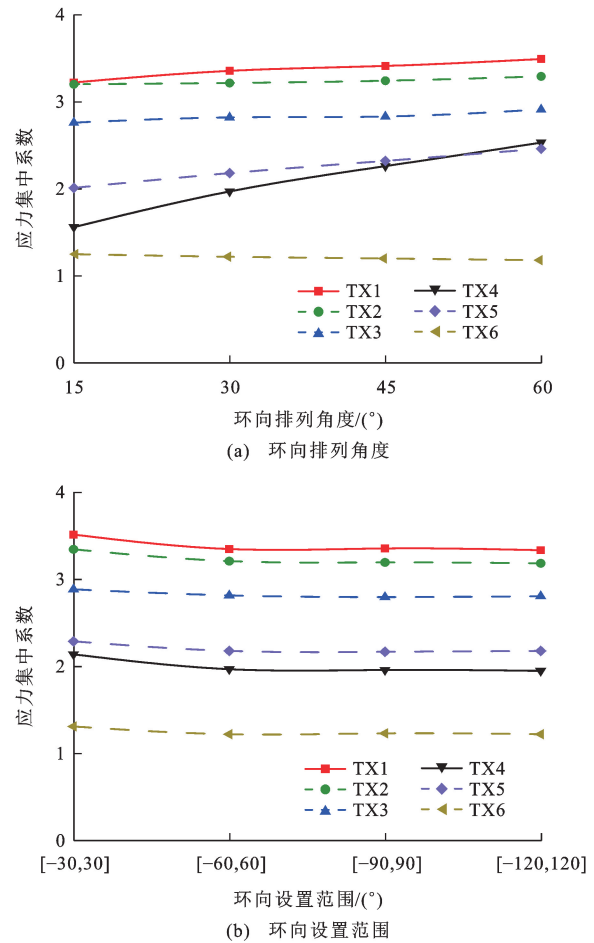 4
3
2
1
0
应力集中系数
TX1 TX4
TX2 TX5
TX3 TX6
15 30 45 60
环向排列角度/(°)
(a) 环向排列角度
4
3
2
1
0
应力集中系数
TX1 TX4
TX2 TX5
TX3 TX6
[−30,30] [−60,60] [−90,90] [−120,120]
环向设置范围/(°)
(b) 环向设置范围